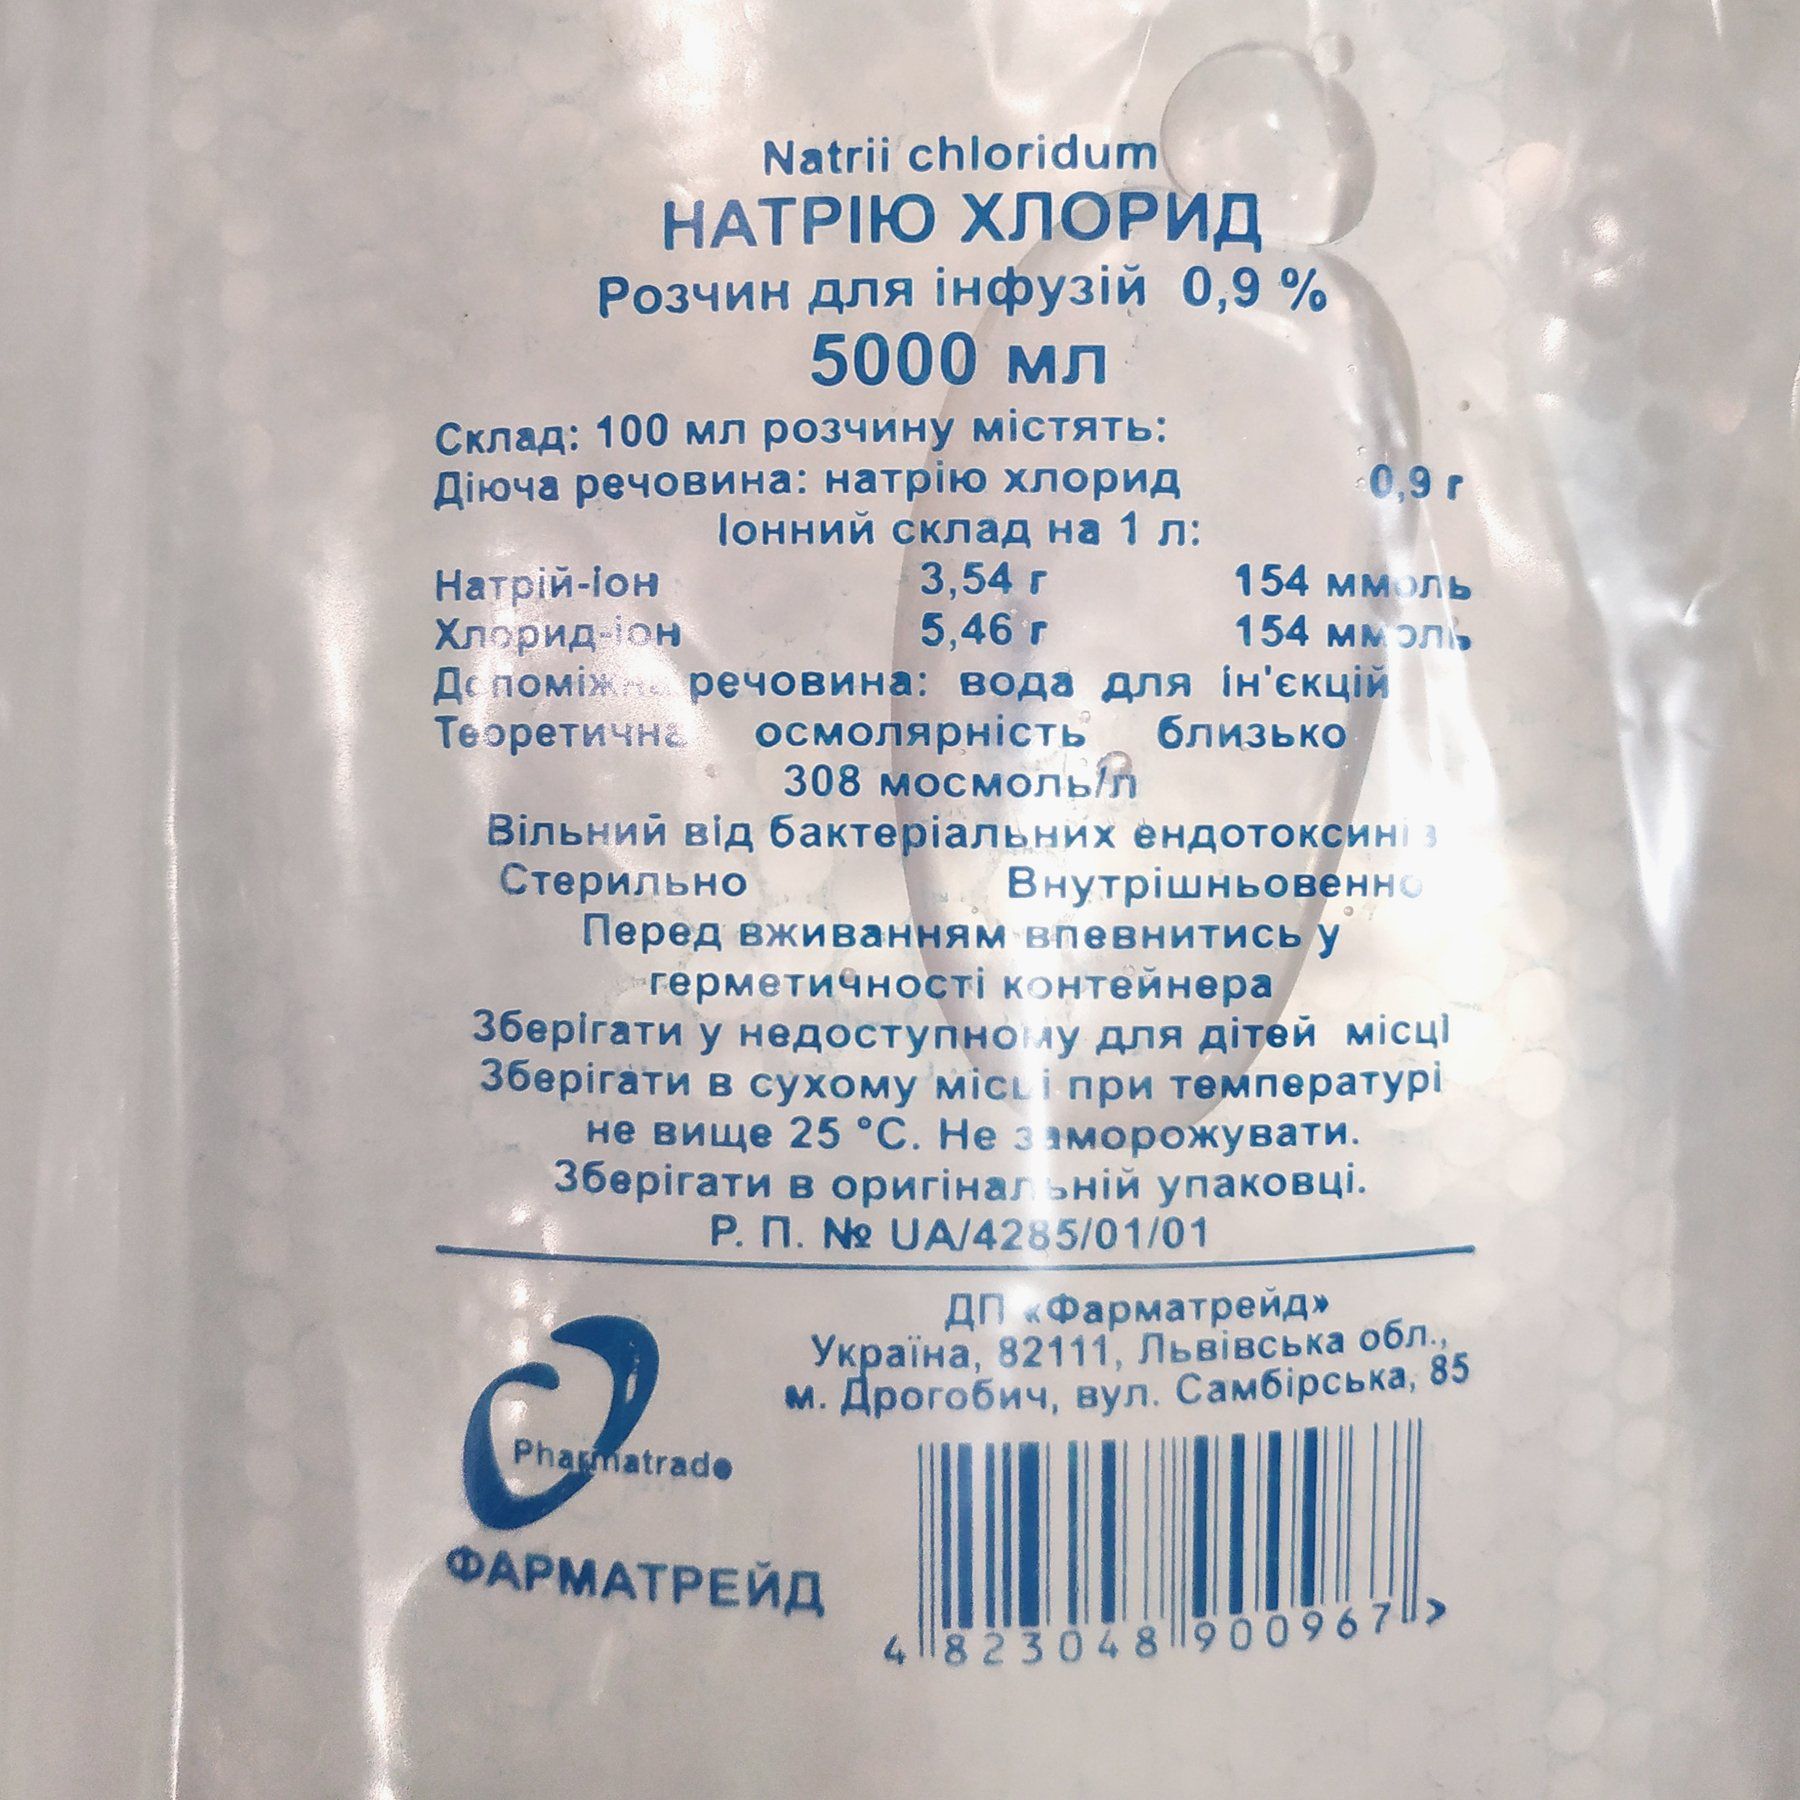 Natrii chloridum
НАТРІЮ ХЛОРИД
Розчин для інфузій 0,9 %
5000 мл
Склад: 100 мл розчину містять:
Діюча речовина: натрію хлорид 0,9 г
Іонний склад на 1 л:
Натрій-іон 3,54 г 154 ммоль
Хлорид-іон 5,46 г 154 ммоль
Допоміжна речовина: вода для ін'єкцій
Теоретична осмолярність близько
308 мосмоль/л
Вільний від бактеріальних ендотоксинів
Стерильно Внутрішньовенно
Перед вживанням впевнитись у
герметичності контейнера
Зберігати у недоступному для дітей місці
Зберігати в сухому місці при температурі
не вище 25 °С. Не заморожувати.
Зберігати в оригінальній упаковці.
Р. П. № UA/4285/01/01
ДП «Фарматрейд»
Україна, 82111, Львівська обл.,
м. Дрогобич, вул. Самбірська, 85
Pharmatrade
ФАРМАТРЕЙД
4 823048 900967 >